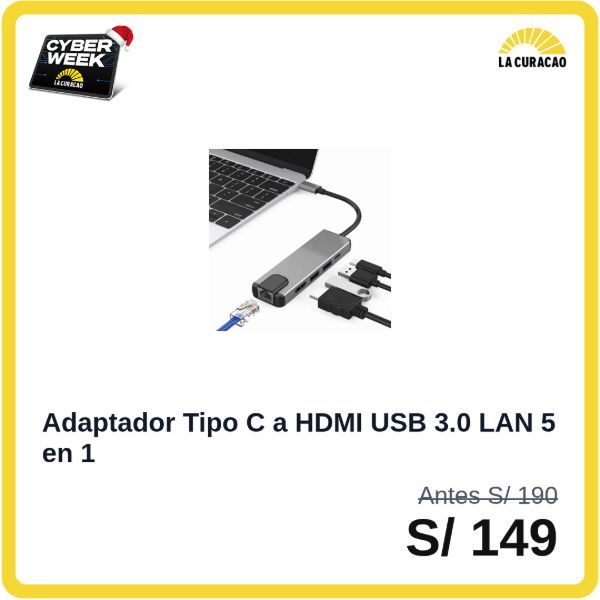 CYBER
WEEK
LA CURACAO
LA CURACAO
Adaptador Tipo C a HDMI USB 3.0 LAN 5
en 1
Antes S/ 190
S/ 149